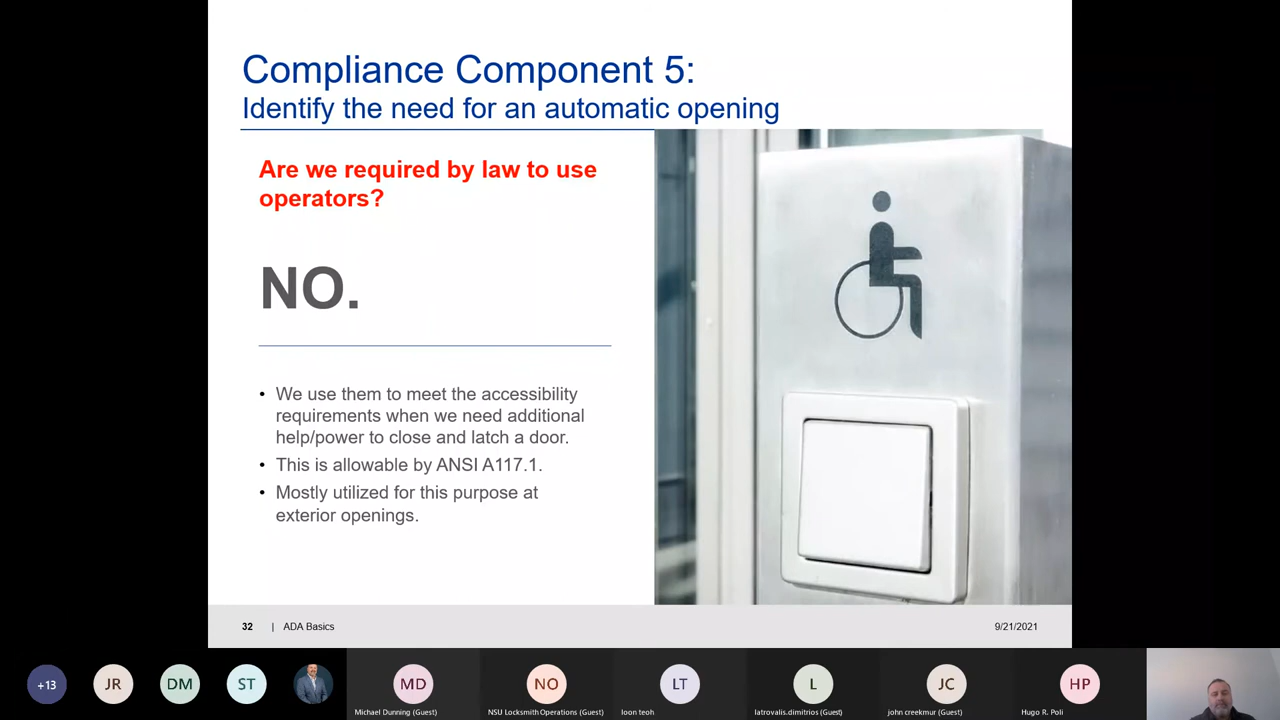 Compliance Component 5:
Identify the need for an automatic opening
Are we required by law to use
operators?
NO.
• We use them to meet the accessibility
requirements when we need additional
help/power to close and latch a door.
• This is allowable by ANSI A117.1.
• Mostly utilized for this purpose at
exterior openings.
32 | ADA Basics
9/21/2021
+13
JR
DM
ST
MD
NO
LT
L
JC
HP
Michael Dunning (Guest)
NSU Locksmith Operations (Guest)
loon teoh
latrovalis.dimitrios (Guest)
john creekmur (Guest)
Hugo R. Poli